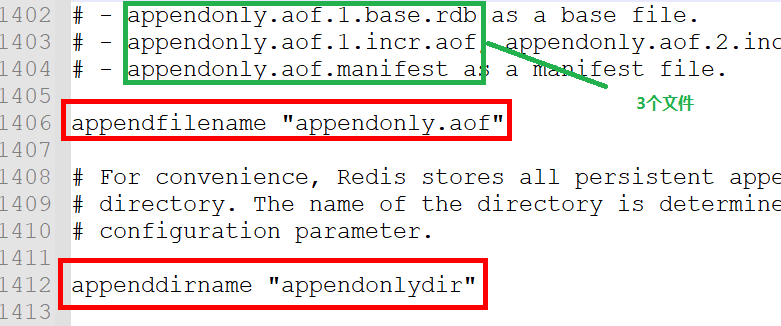 1402 # - appendonly.aof.1.base.rdb as a base file.
1403 # - appendonly.aof.1.incr.aof, appendonly.aof.2.inc
1404 # - appendonly.aof.manifest as a manifest file.
3个文件
1405
1406 appendfilename "appendonly.aof"
1407
1408 # For convenience, Redis stores all persistent appe
1409 # directory. The name of the directory is determine
1410 # configuration parameter.
1411
1412 appenddirname "appendonlydir"
1413